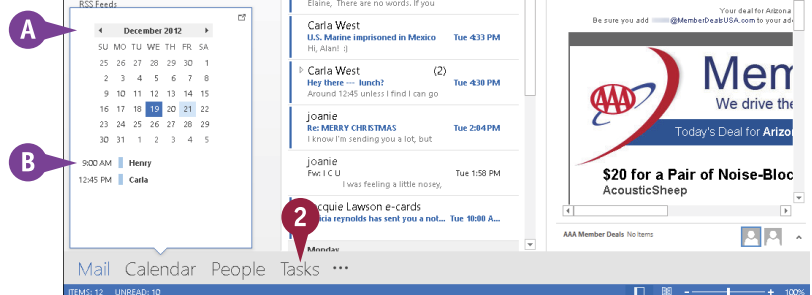 RSS Feeds
A
December 2012
SU MO TU WE TH FR SA
25 26 27 28 29 30 1
2 3 4 5 6 7 8
9 10 11 12 13 14 15
16 17 18 19 20 21 22
23 24 25 26 27 28 29
30 31 1 2 3 4 5
B
9:00 AM Henry
12:45 PM Carla
Elaine, There are no words. If you
Carla West
U.S. Marine imprisoned in Mexico Tue 4:33 PM
Hi, Alan! :)
Carla West (2)
Hey there --- lunch? Tue 4:30 PM
Around 12:45 unless I find I can go
joanie
Re: MERRY CHRISTMAS Tue 2:04 PM
I know I'm sending you a lot, but
joanie
Fw: I C U Tue 1:58 PM
I was feeling a little nosey,
acquie Lawson e-cards
icia reynolds has sent you a not... Tue 10:00 A...
Monday
2
Your deal for Arizona
Be sure you add @MemberDealsUSA.com to your add
AAA
Mem
We drive the
Today's Deal for Arizon
$20 for a Pair of Noise-Bloc
AcousticSheep
AAA Member Deals No Items
Mail Calendar People Tasks •••
ITEMS: 12 UNREAD: 10
100%